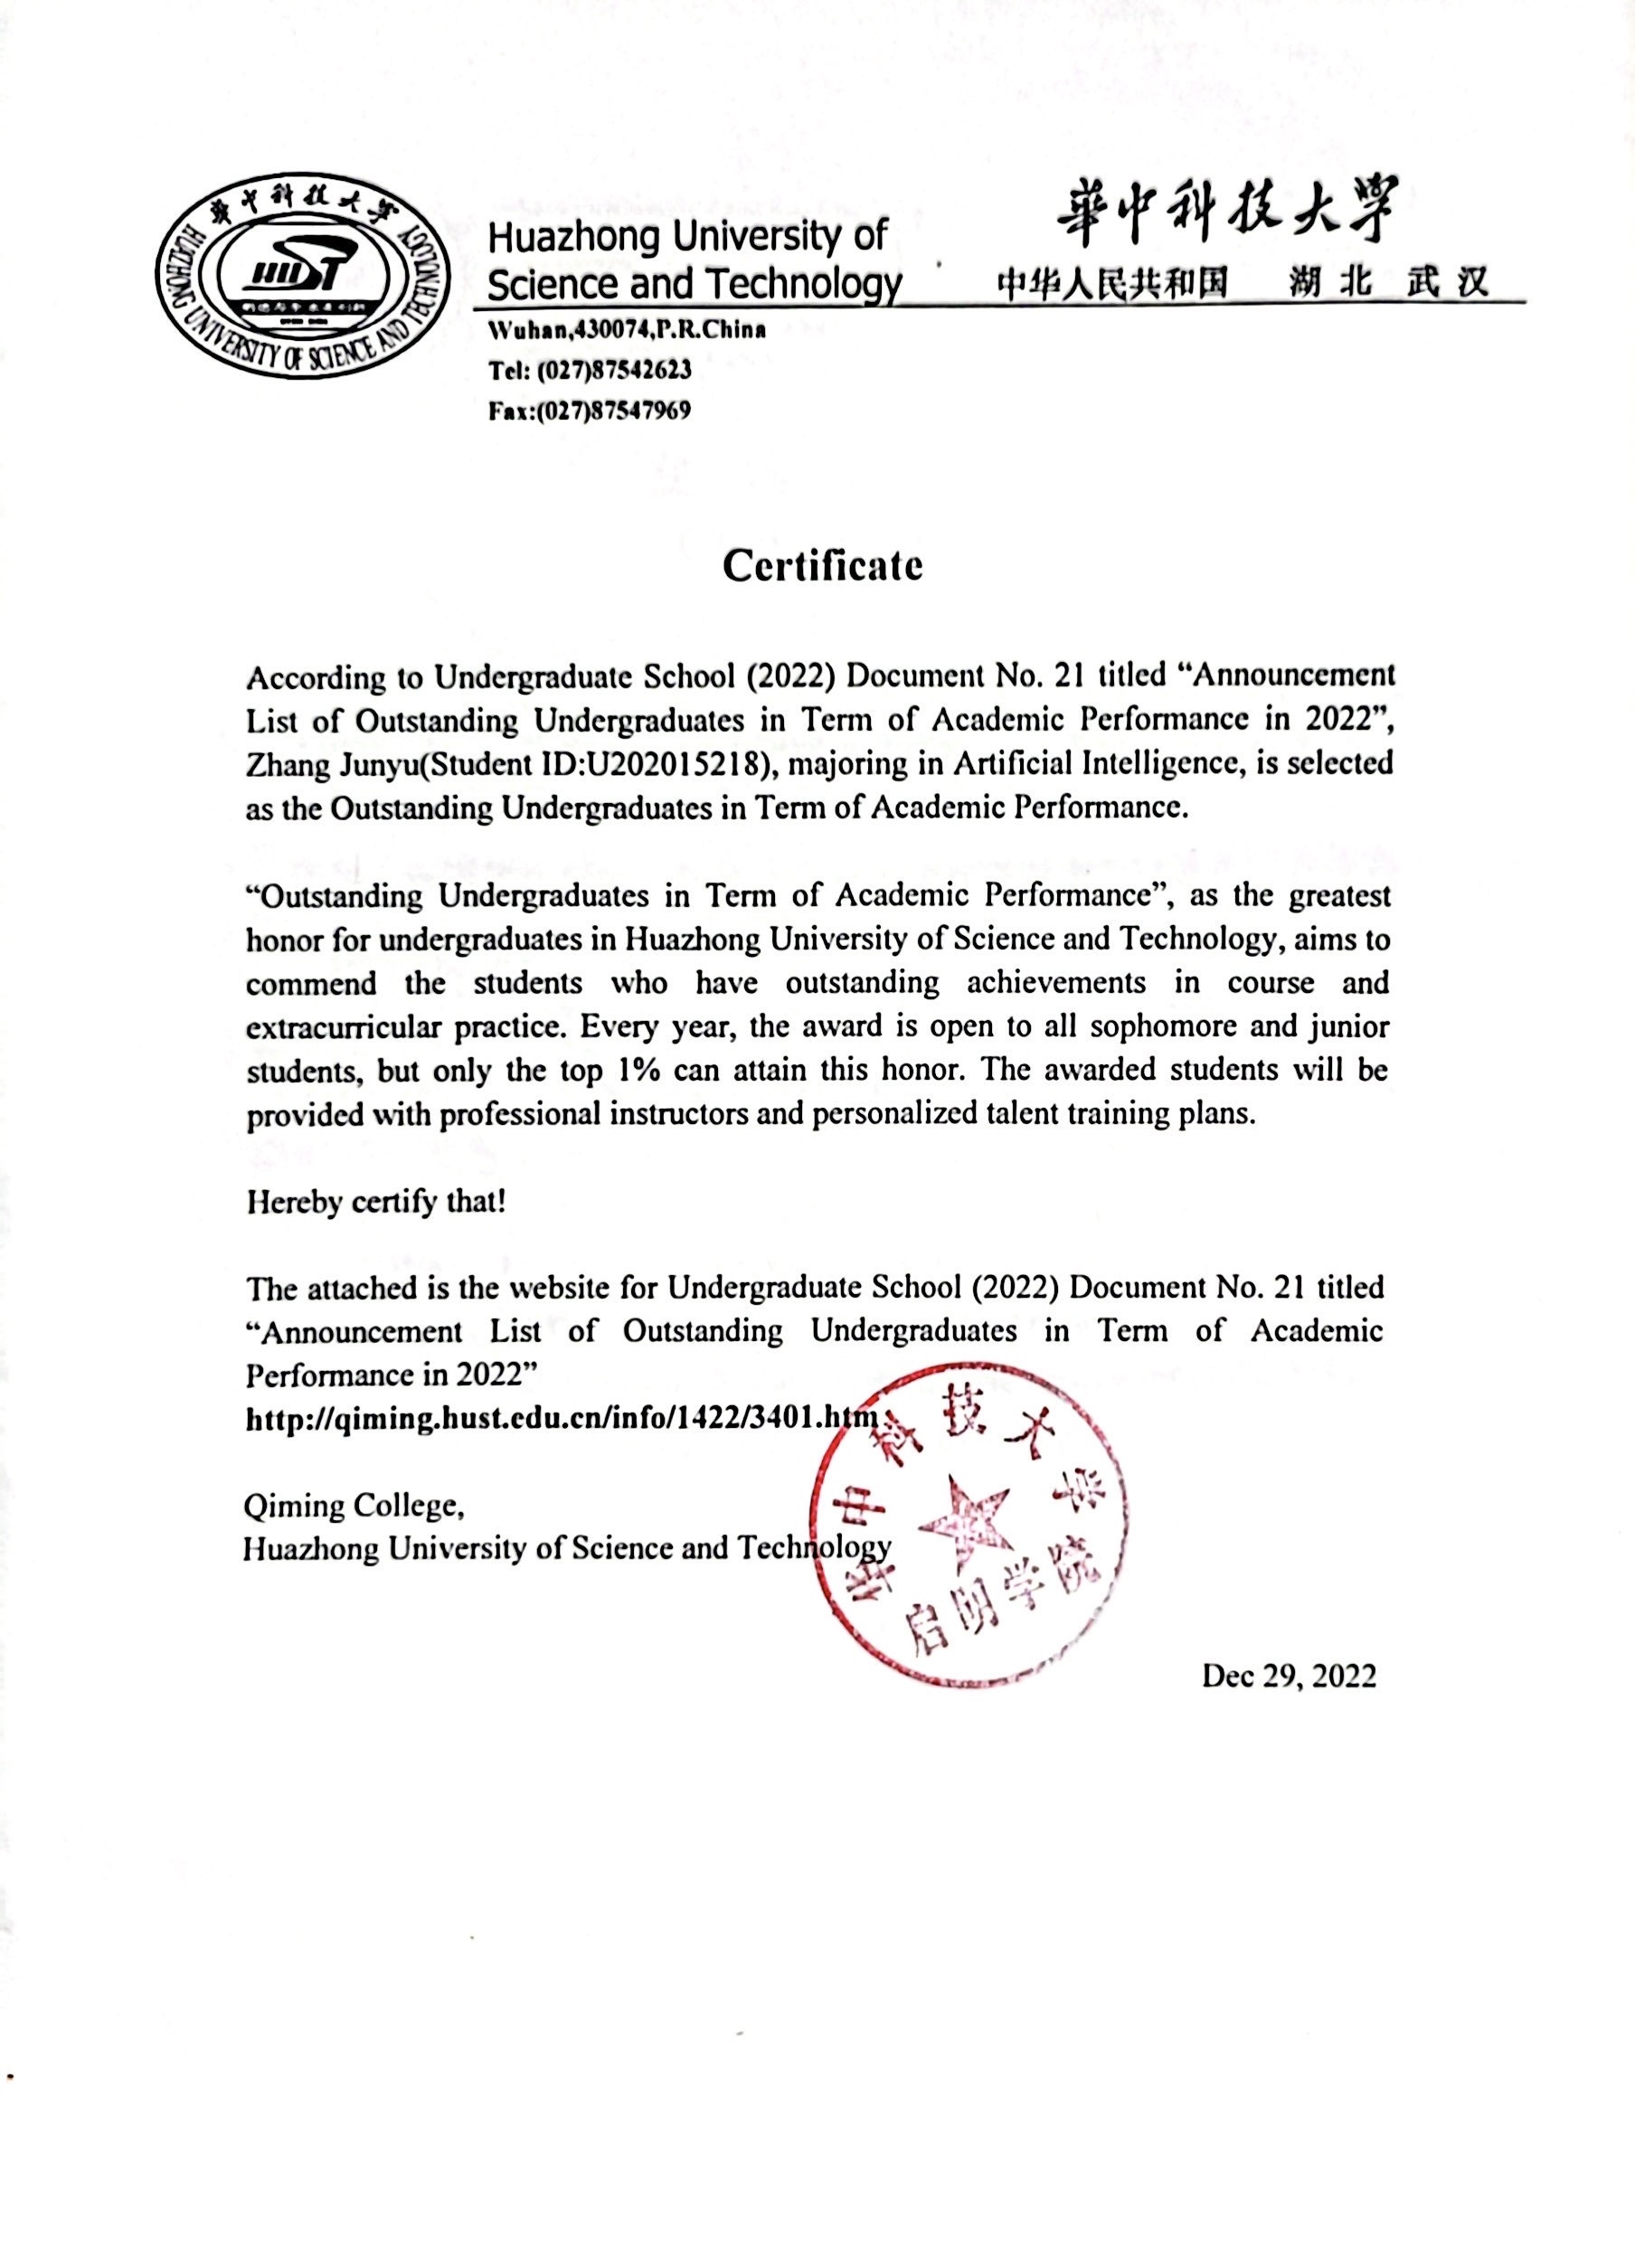 華中科技大学
HUAZHONG UNIVERSITY OF SCIENCE AND TECHNOLOGY
HUST
Huazhong University of
Science and Technology
華中科技大學
中华人民共和国 湖北 武汉
Wuhan,430074,P.R.China
Tel: (027)87542623
Fax:(027)87547969
Certificate
According to Undergraduate School (2022) Document No. 21 titled “Announcement
List of Outstanding Undergraduates in Term of Academic Performance in 2022”,
Zhang Junyu(Student ID:U202015218), majoring in Artificial Intelligence, is selected
as the Outstanding Undergraduates in Term of Academic Performance.
“Outstanding Undergraduates in Term of Academic Performance”, as the greatest
honor for undergraduates in Huazhong University of Science and Technology, aims to
commend the students who have outstanding achievements in course and
extracurricular practice. Every year, the award is open to all sophomore and junior
students, but only the top 1% can attain this honor. The awarded students will be
provided with professional instructors and personalized talent training plans.
Hereby certify that!
The attached is the website for Undergraduate School (2022) Document No. 21 titled
“Announcement List of Outstanding Undergraduates in Term of Academic
Performance in 2022”
http://qiming.hust.edu.cn/info/1422/3401.htm
Qiming College,
Huazhong University of Science and Technology
华中科技大学
启明学院
Dec 29, 2022